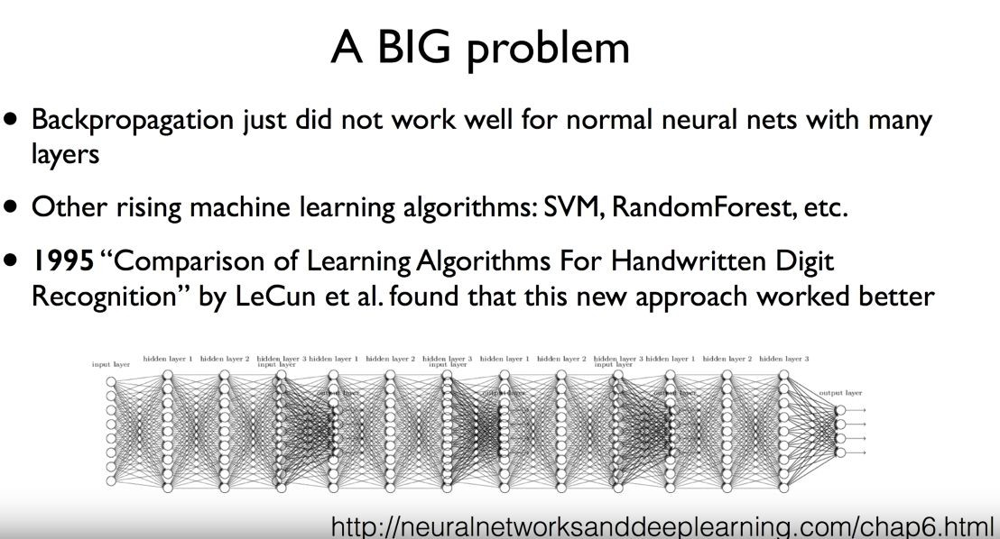 A BIG problem
• Backpropagation just did not work well for normal neural nets with many
layers
• Other rising machine learning algorithms: SVM, RandomForest, etc.
• 1995 “Comparison of Learning Algorithms For Handwritten Digit
Recognition” by LeCun et al. found that this new approach worked better
hidden layer 1 hidden layer 2 hidden layer 3 hidden layer 1 hidden layer 2 hidden layer 3 hidden layer 1 hidden layer 2 hidden layer 3 hidden layer 1 hidden layer 2 hidden layer 3
input layer input layer input layer input layer
output layer output layer output layer output layer
http://neuralnetworksanddeeplearning.com/chap6.html